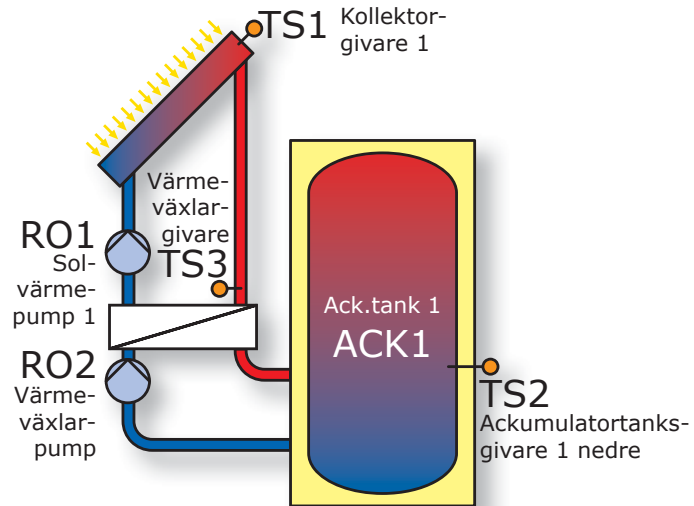 TS1
Kollektor-
givare 1
Värme-
växlar-
givare
TS3
RO1
Sol-
värme-
pump 1
Ack.tank 1
ACK1
RO2
Värme-
växlar-
pump
TS2
Ackumulatortanks-
givare 1 nedre